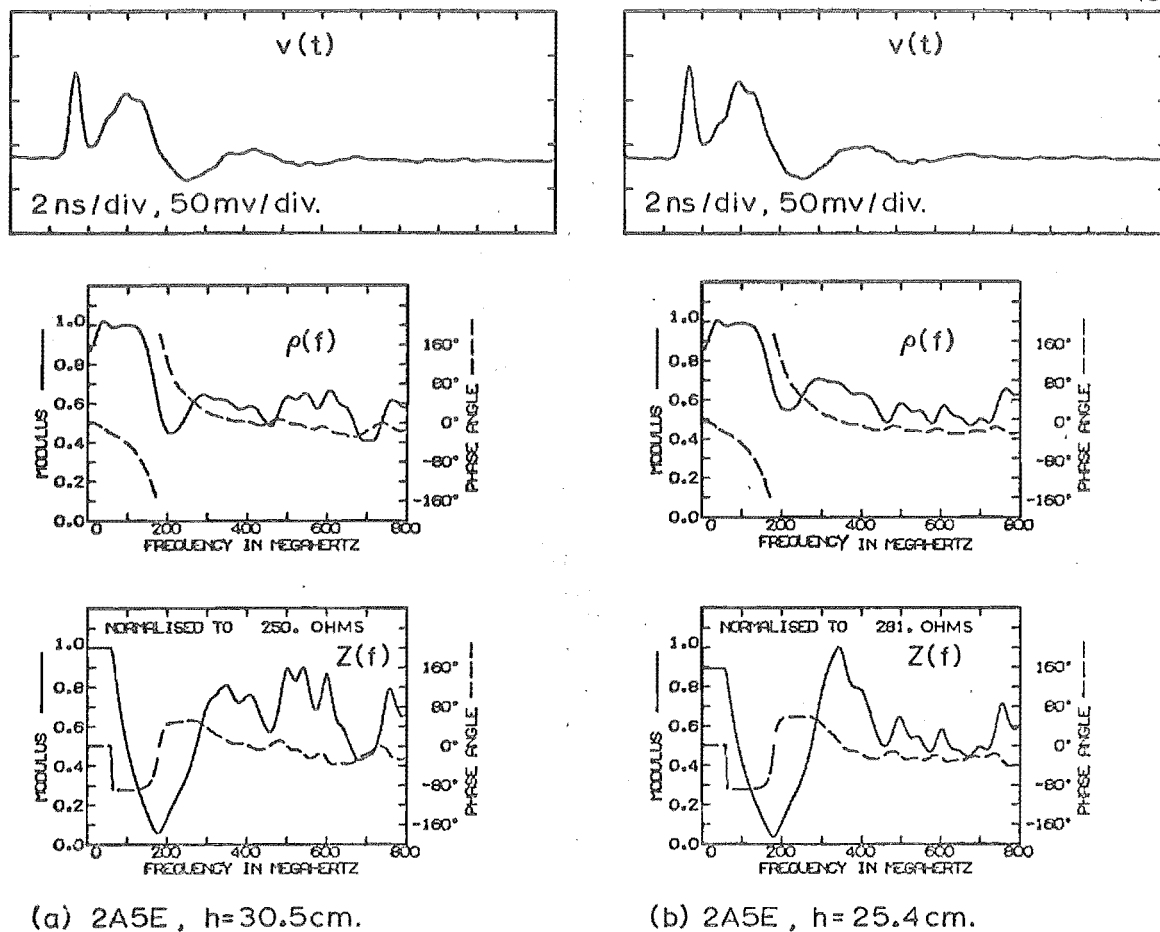 v(t)
2ns/div, 50mv/div.
v(t)
2ns/div, 50mv/div.
ρ(f)
MODULUS
1.0
0.8
0.6
0.4
0.2
0.0
160°
80°
0°
-80°
-160°
PHASE ANGLE
0 200 400 600 800
FREQUENCY IN MEGAHERTZ
ρ(f)
MODULUS
1.0
0.8
0.6
0.4
0.2
0.0
160°
80°
0°
-80°
-160°
PHASE ANGLE
0 200 400 600 800
FREQUENCY IN MEGAHERTZ
NORMALISED TO 250. OHMS
Z(f)
MODULUS
1.0
0.8
0.6
0.4
0.2
0.0
160°
80°
0°
-80°
-160°
PHASE ANGLE
0 200 400 600 800
FREQUENCY IN MEGAHERTZ
NORMALISED TO 281. OHMS
Z(f)
MODULUS
1.0
0.8
0.6
0.4
0.2
0.0
160°
80°
0°
-80°
-160°
PHASE ANGLE
0 200 400 600 800
FREQUENCY IN MEGAHERTZ
(a) 2A5E, h=30.5cm.
(b) 2A5E, h=25.4cm.